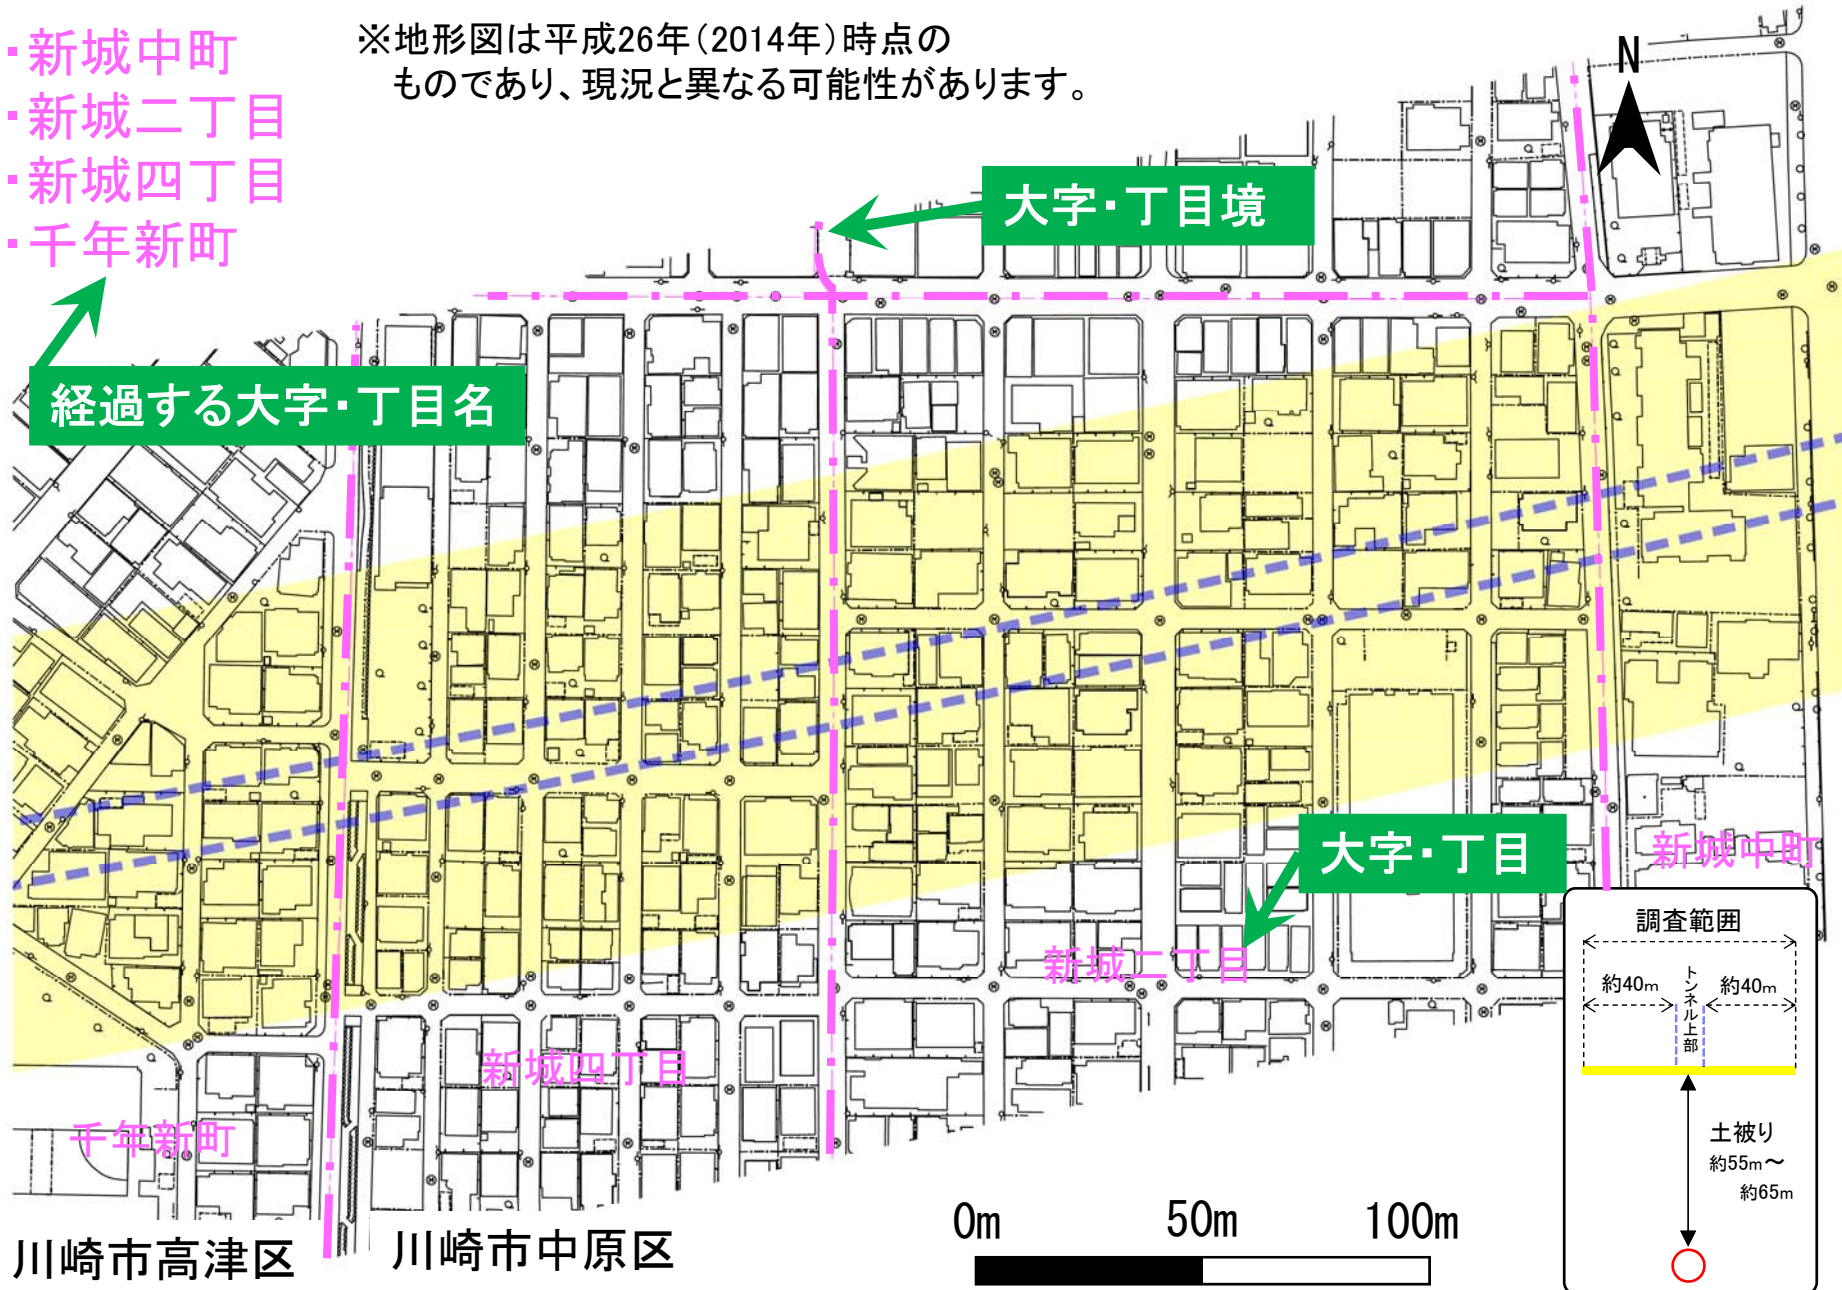 ・新城中町
・新城二丁目
・新城四丁目
・千年新町
※地形図は平成26年(2014年)時点の
ものであり、現況と異なる可能性があります。
N
大字・丁目境
経過する大字・丁目名
大字・丁目
新城中町
新城二丁目
新城四丁目
千年新町
川崎市高津区
川崎市中原区
0m 50m 100m
調査範囲
約40m
トンネル上部
約40m
土被り
約55m～
約65m